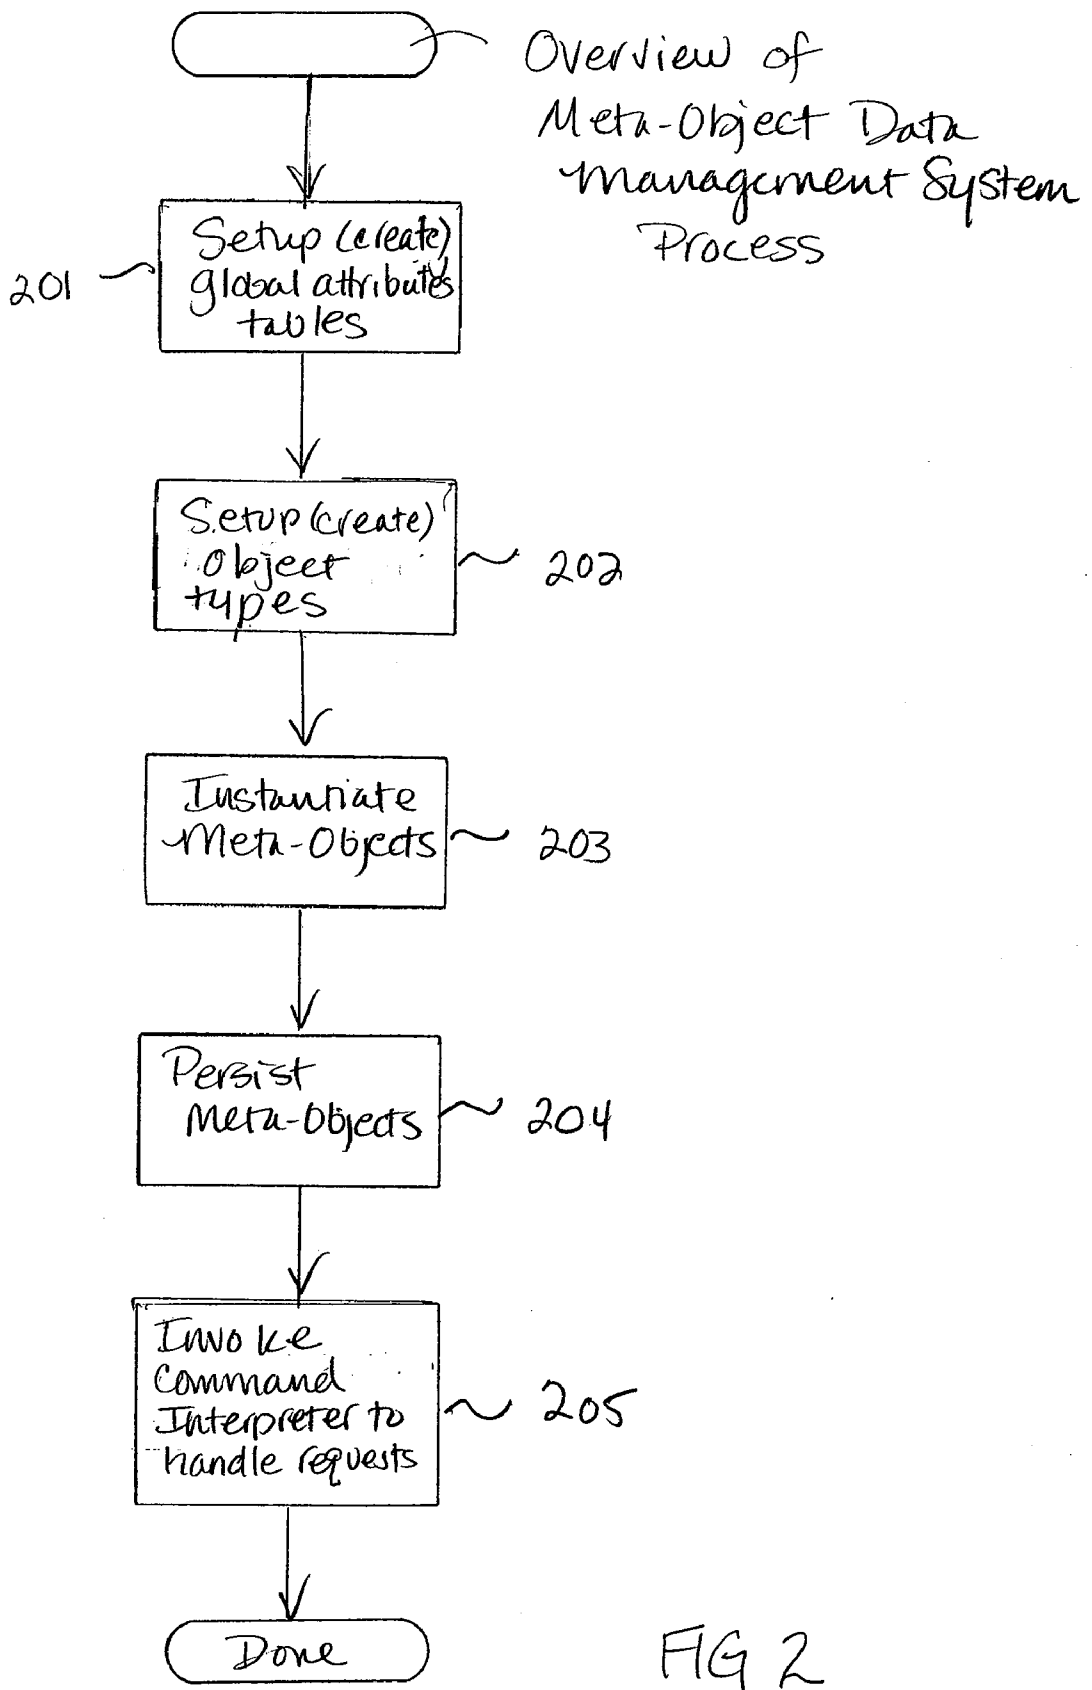 Overview of
Meta-Object Data
Management System
Process
Setup (create)
global attributes
tables
201
Setup (create)
Object
types
202
Instantiate
Meta-Objects
203
Persist
Meta-Objects
204
Invoke
Command
Interpreter to
handle requests
205
Done
FIG 2